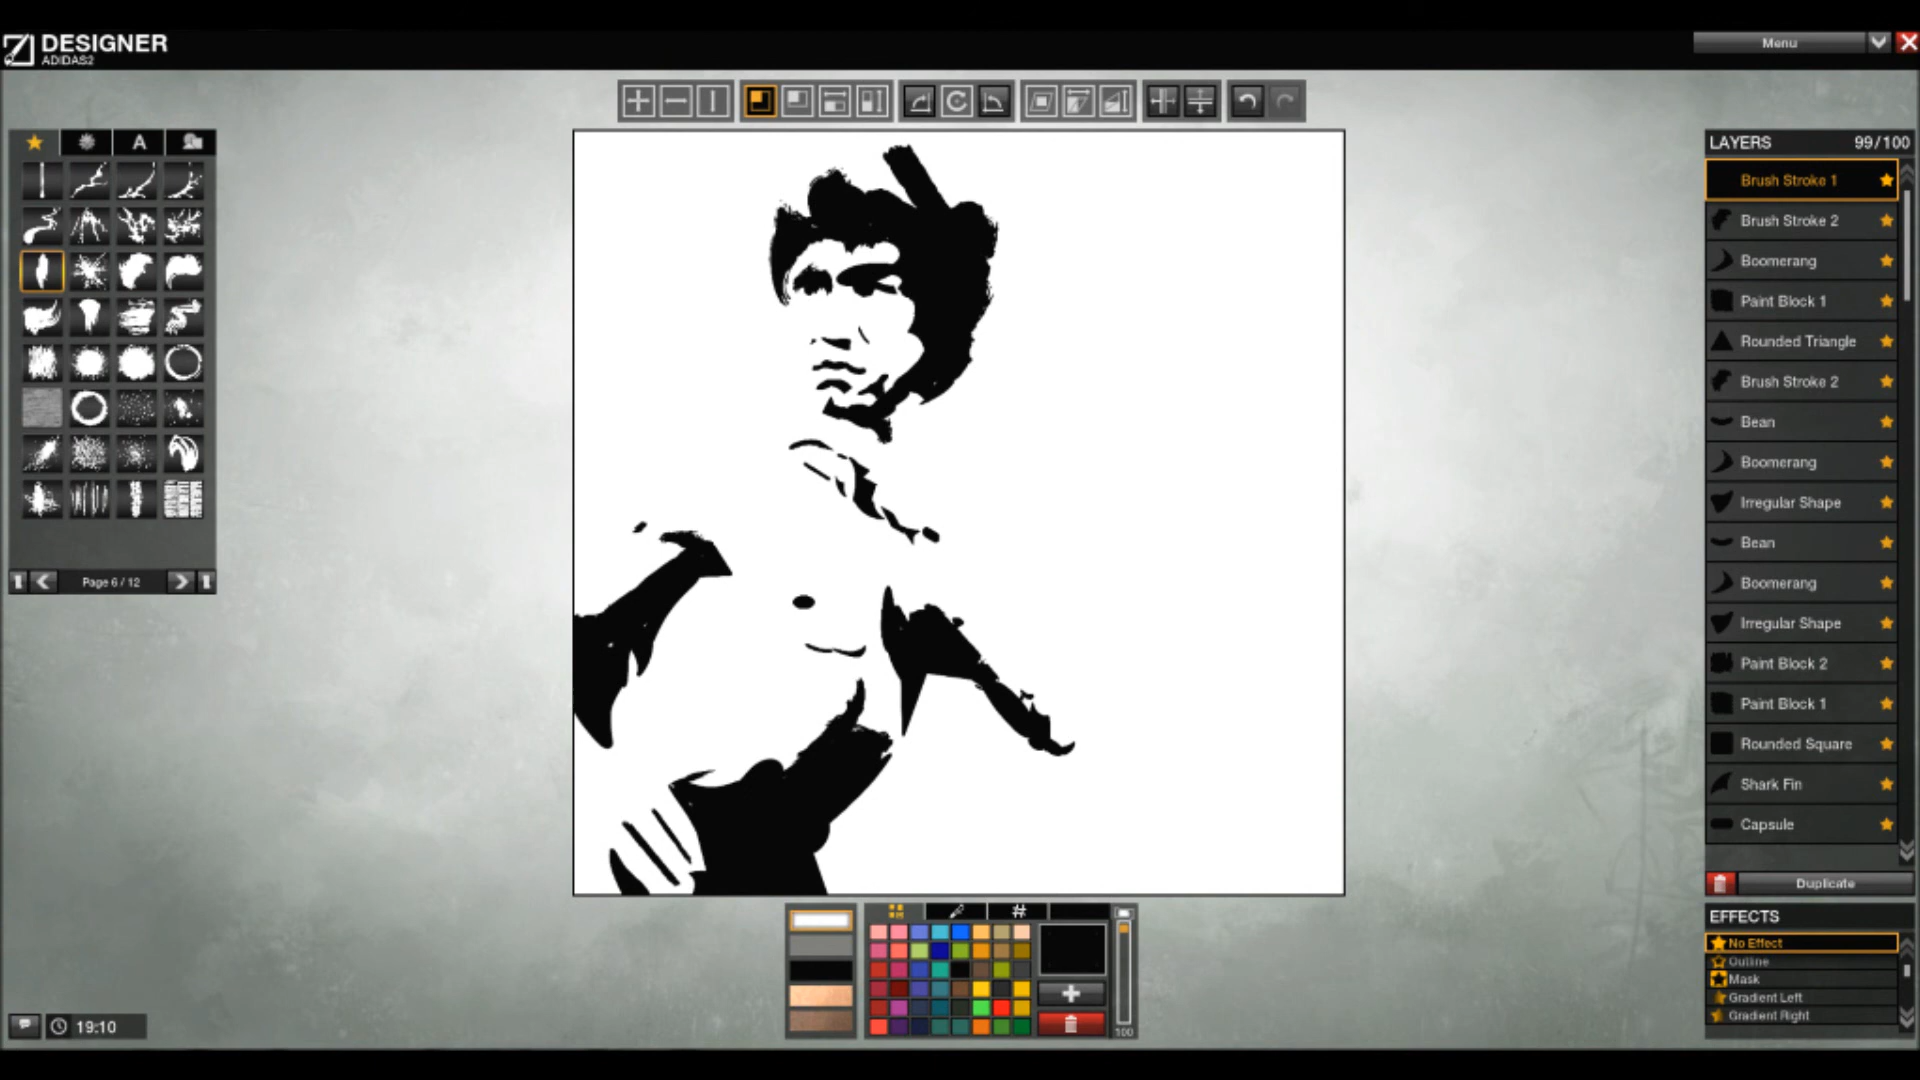 DESIGNER
ADIDAS2
Menu
A
Page 6 / 12
LAYERS 99/100
Brush Stroke 1
Brush Stroke 2
Boomerang
Paint Block 1
Rounded Triangle
Brush Stroke 2
Bean
Boomerang
Irregular Shape
Bean
Boomerang
Irregular Shape
Paint Block 2
Paint Block 1
Rounded Square
Shark Fin
Capsule
Duplicate
EFFECTS
No Effect
Outline
Mask
Gradient Left
Gradient Right
#
100
19:10